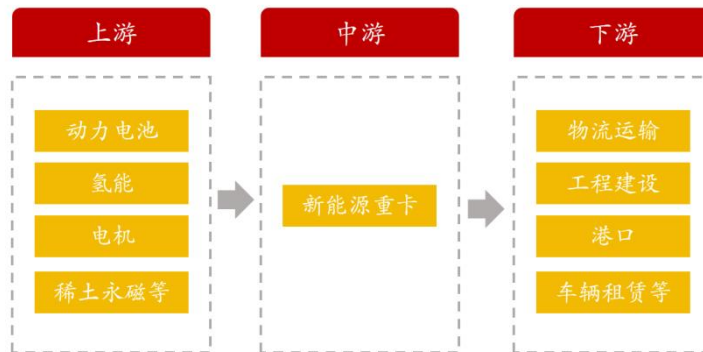 上游
中游
下游
动力电池
氢能
电机
稀土永磁等
新能源重卡
物流运输
工程建设
港口
车辆租赁等